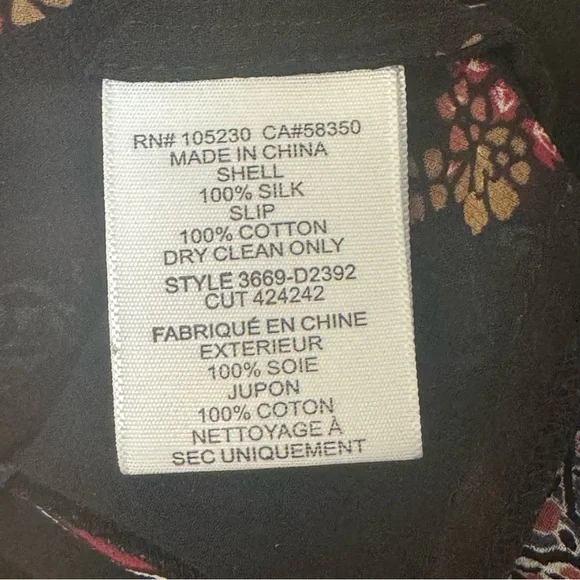 RN# 105230 CA#58350
MADE IN CHINA
SHELL
100% SILK
SLIP
100% COTTON
DRY CLEAN ONLY
STYLE 3669-D2392
CUT 424242
FABRIQUÉ EN CHINE
EXTERIEUR
100% SOIE
JUPON
100% COTON
NETTOYAGE À
SEC UNIQUEMENT